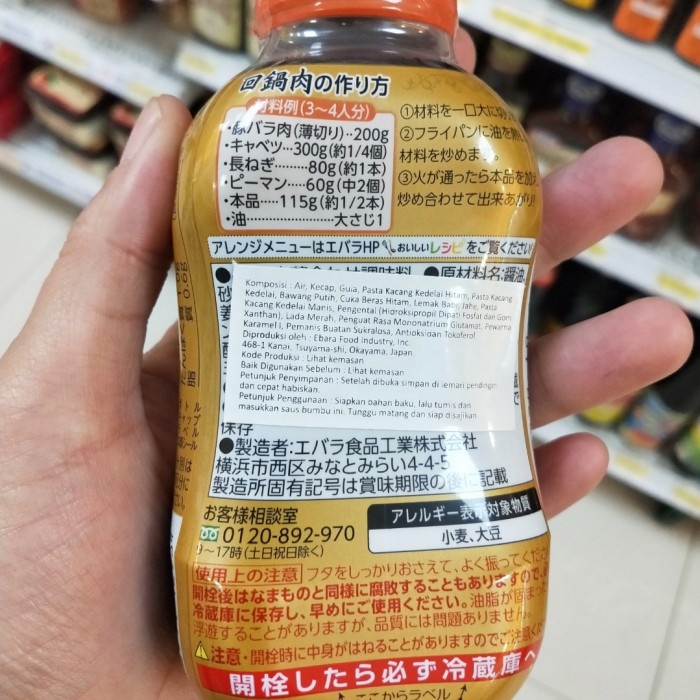 回鍋肉の作り方
材料例(3〜4人分)
・豚バラ肉(薄切り)‥200g
・キャベツ‥‥300g(約1/4個)
・長ねぎ‥‥‥‥80g(約1本)
・ピーマン‥‥60g(中2個)
・本品‥‥115g(約1/2本)
・油‥‥‥‥‥‥‥大さじ1
①材料を一口大に切
②フライパンに油を熱
材料を炒めます。
③火が通ったら本品を加え
炒め合わせて出来あがり!
アレンジメニューはエバラHP おいしいレシピをご覧ください
●原材料名:醤油
Komposisi : Air, Kecap, Gula, Pasta Kacang Kedelai Hitam, Pasta Kacang
Kedelai, Bawang Putih, Cuka Beras Hitam, Lemak Babi, Jahe, Pasta
Kacang Kedelai Manis, Pengental (Hidroksipropil Dipati Fosfat dan Gom
Xanthan), Lada Merah, Penguat Rasa Mononatrium Glutamat, Pewarna
Karamel I, Pemanis Buatan Sukralosa, Antioksidan Tokoferol
Diproduksi oleh : Ebara Food Industry, Inc.
468-1 Kanai, Tsuyama-shi, Okayama, Japan
Kode Produksi : Lihat kemasan
Baik Digunakan Sebelum : Lihat kemasan
Petunjuk Penyimpanan : Setelah dibuka simpan di lemari pendingin
dan cepat habiskan.
Petunjuk Penggunaan : Siapkan bahan baku, lalu tumis dan
masukkan saus bumbu ini. Tunggu matang dan siap disajikan
保存
●製造者:エバラ食品工業株式会社
横浜市西区みなとみらい4-4-5
製造所固有記号は賞味期限の後に記載
お客様相談室
0120-892-970
9〜17時(土日祝日除く)
アレルギー表示対象物質
小麦、大豆
使用上の注意 フタをしっかりおさえて、よく振ってくださ
開栓後はなまものと同様に腐敗することもありますので、
冷蔵庫に保存し、早めにご使用ください。油脂が固まっ
浮遊することがありますが、品質には問題ありません。
注意・開栓時に中身がはねることがありますのでご注意くだ
開栓したら必ず冷蔵庫へ
ここからラベル